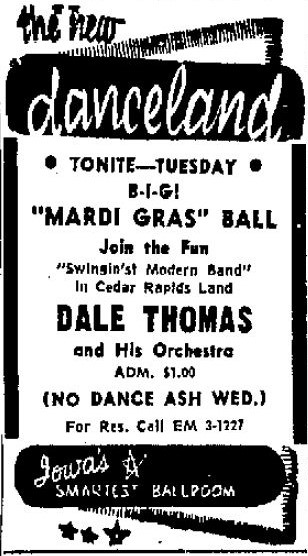 the new
danceland
• TONITE—TUESDAY •
B-I-G!
"MARDI GRAS" BALL
Join the Fun
"Swingin'st Modern Band"
in Cedar Rapids Land
DALE THOMAS
and His Orchestra
ADM. $1.00
(NO DANCE ASH WED.)
For Res. Call EM 3-1227
Iowa's
SMARTEST BALLROOM